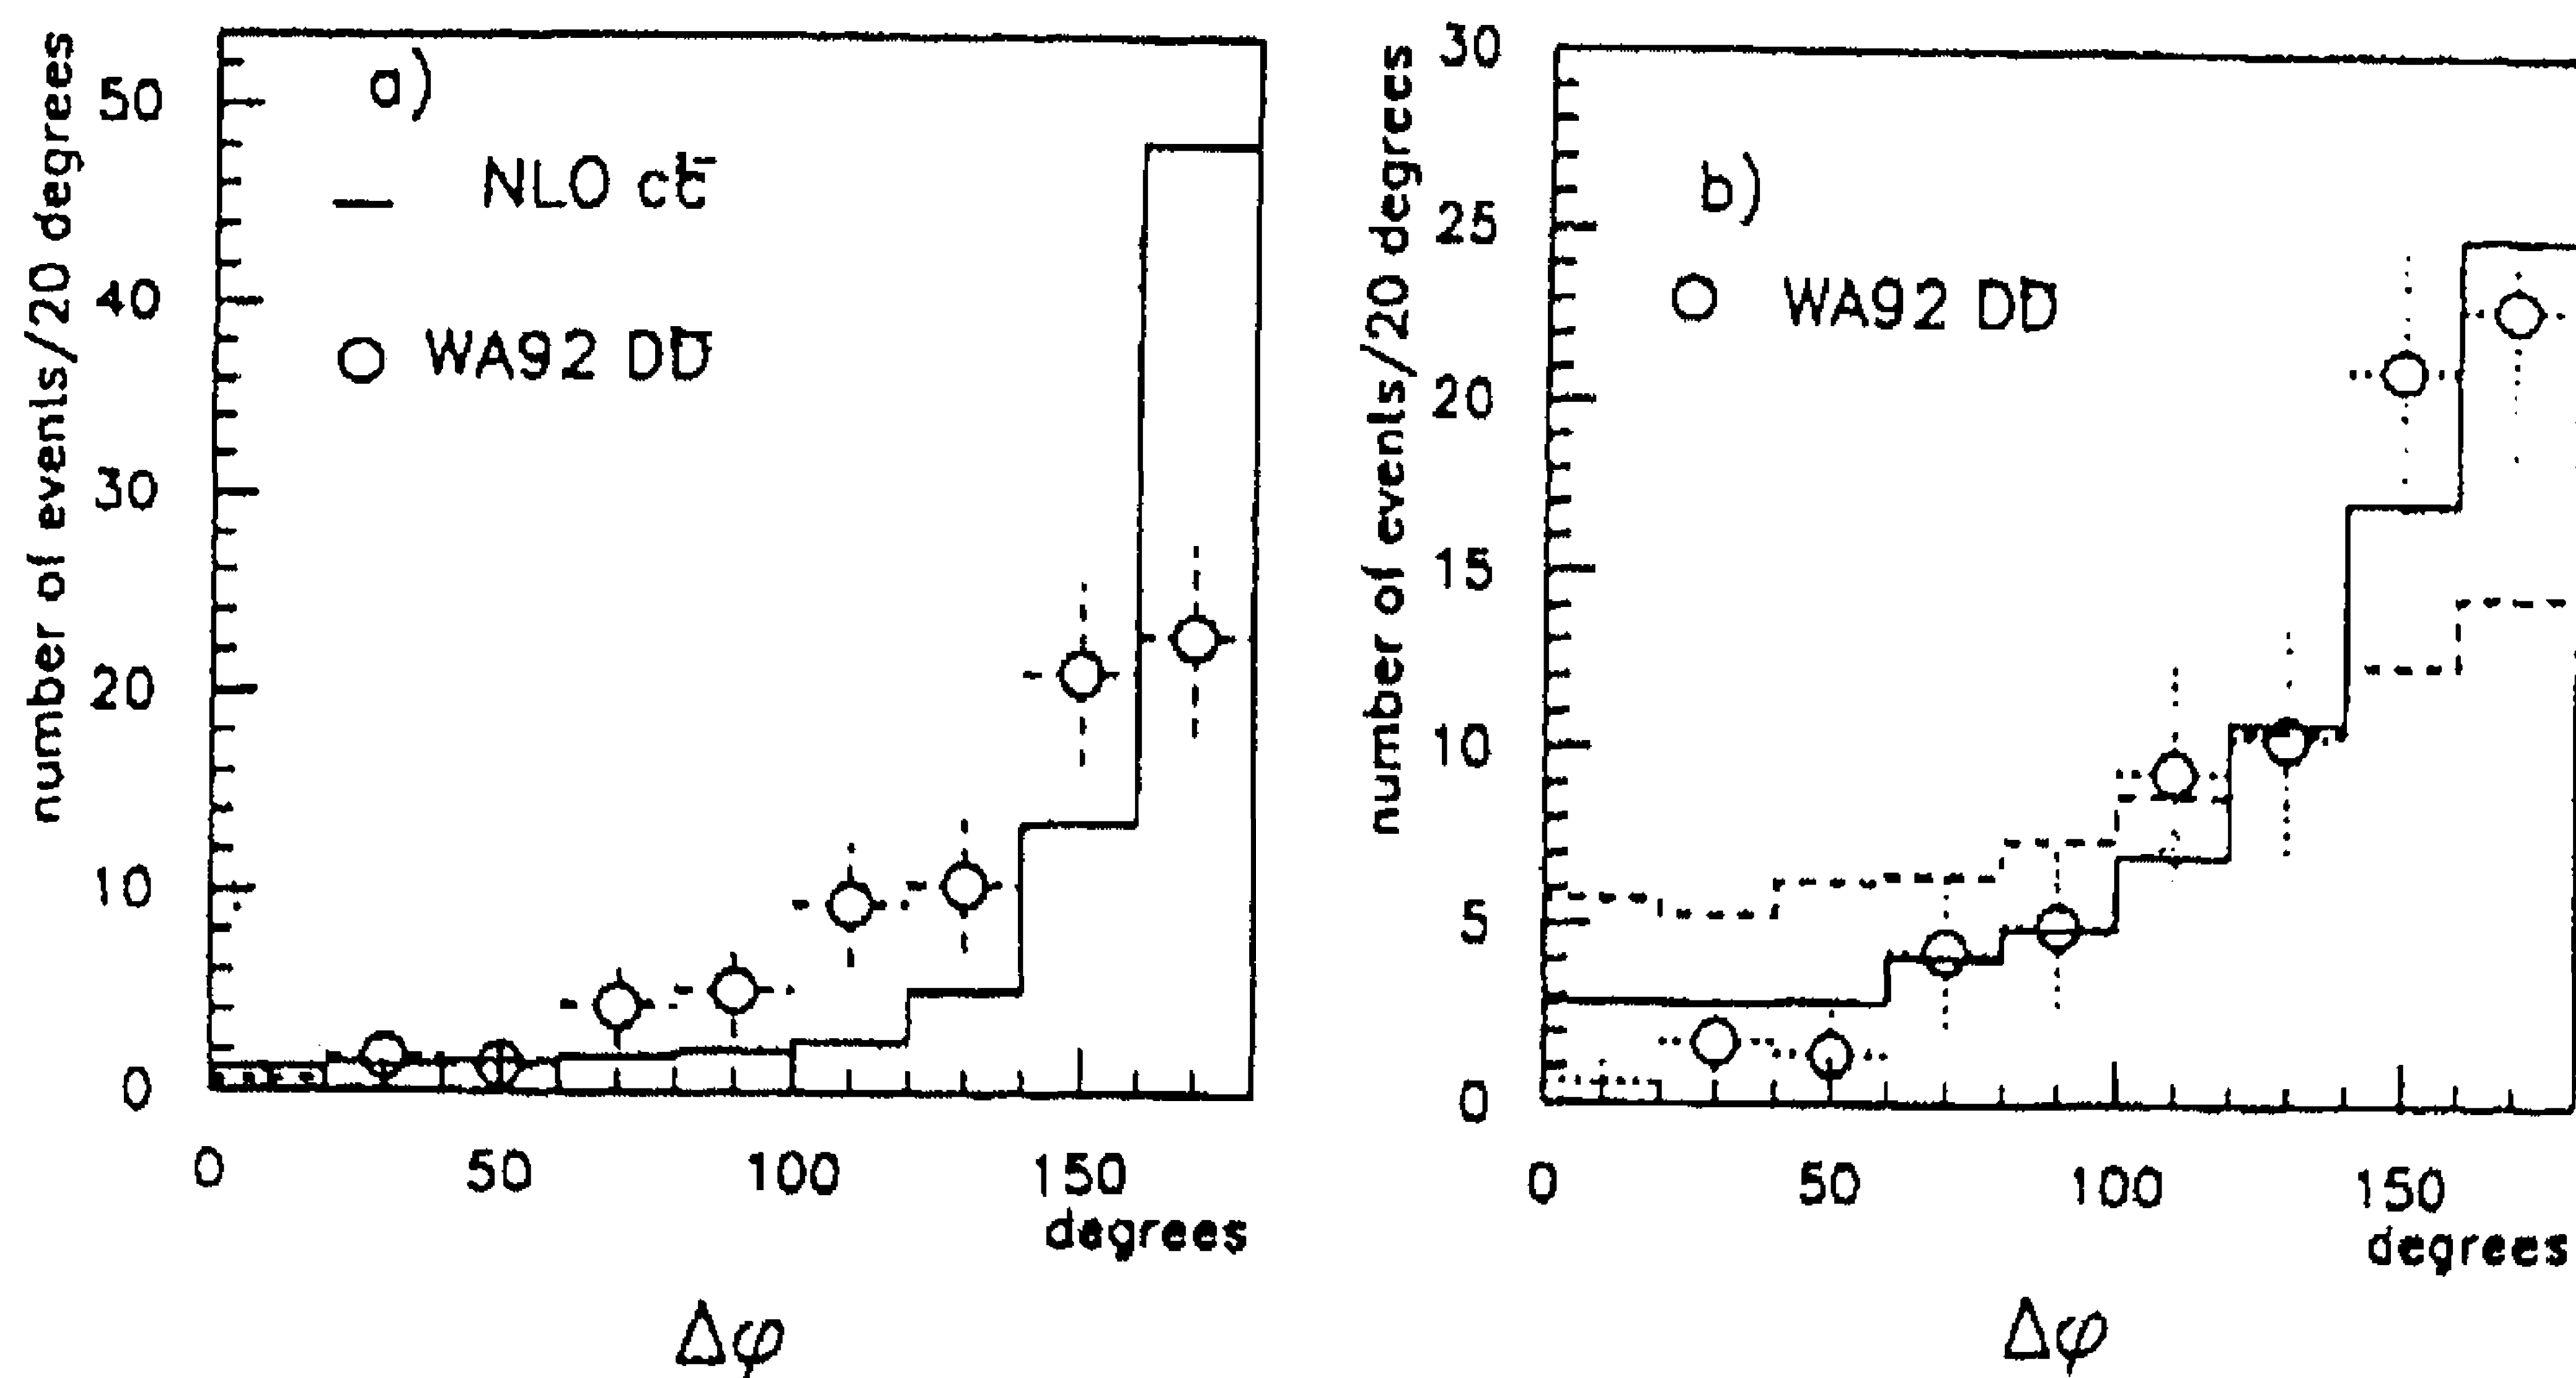 number of events/20 degrees
50
40
30
20
10
0
a)
— NLO cc̄
○ WA92 DD̄
0 50 100 150
degrees
Δφ
number of events/20 degrees
30
25
20
15
10
5
0
b)
○ WA92 DD̄
0 50 100 150
degrees
Δφ